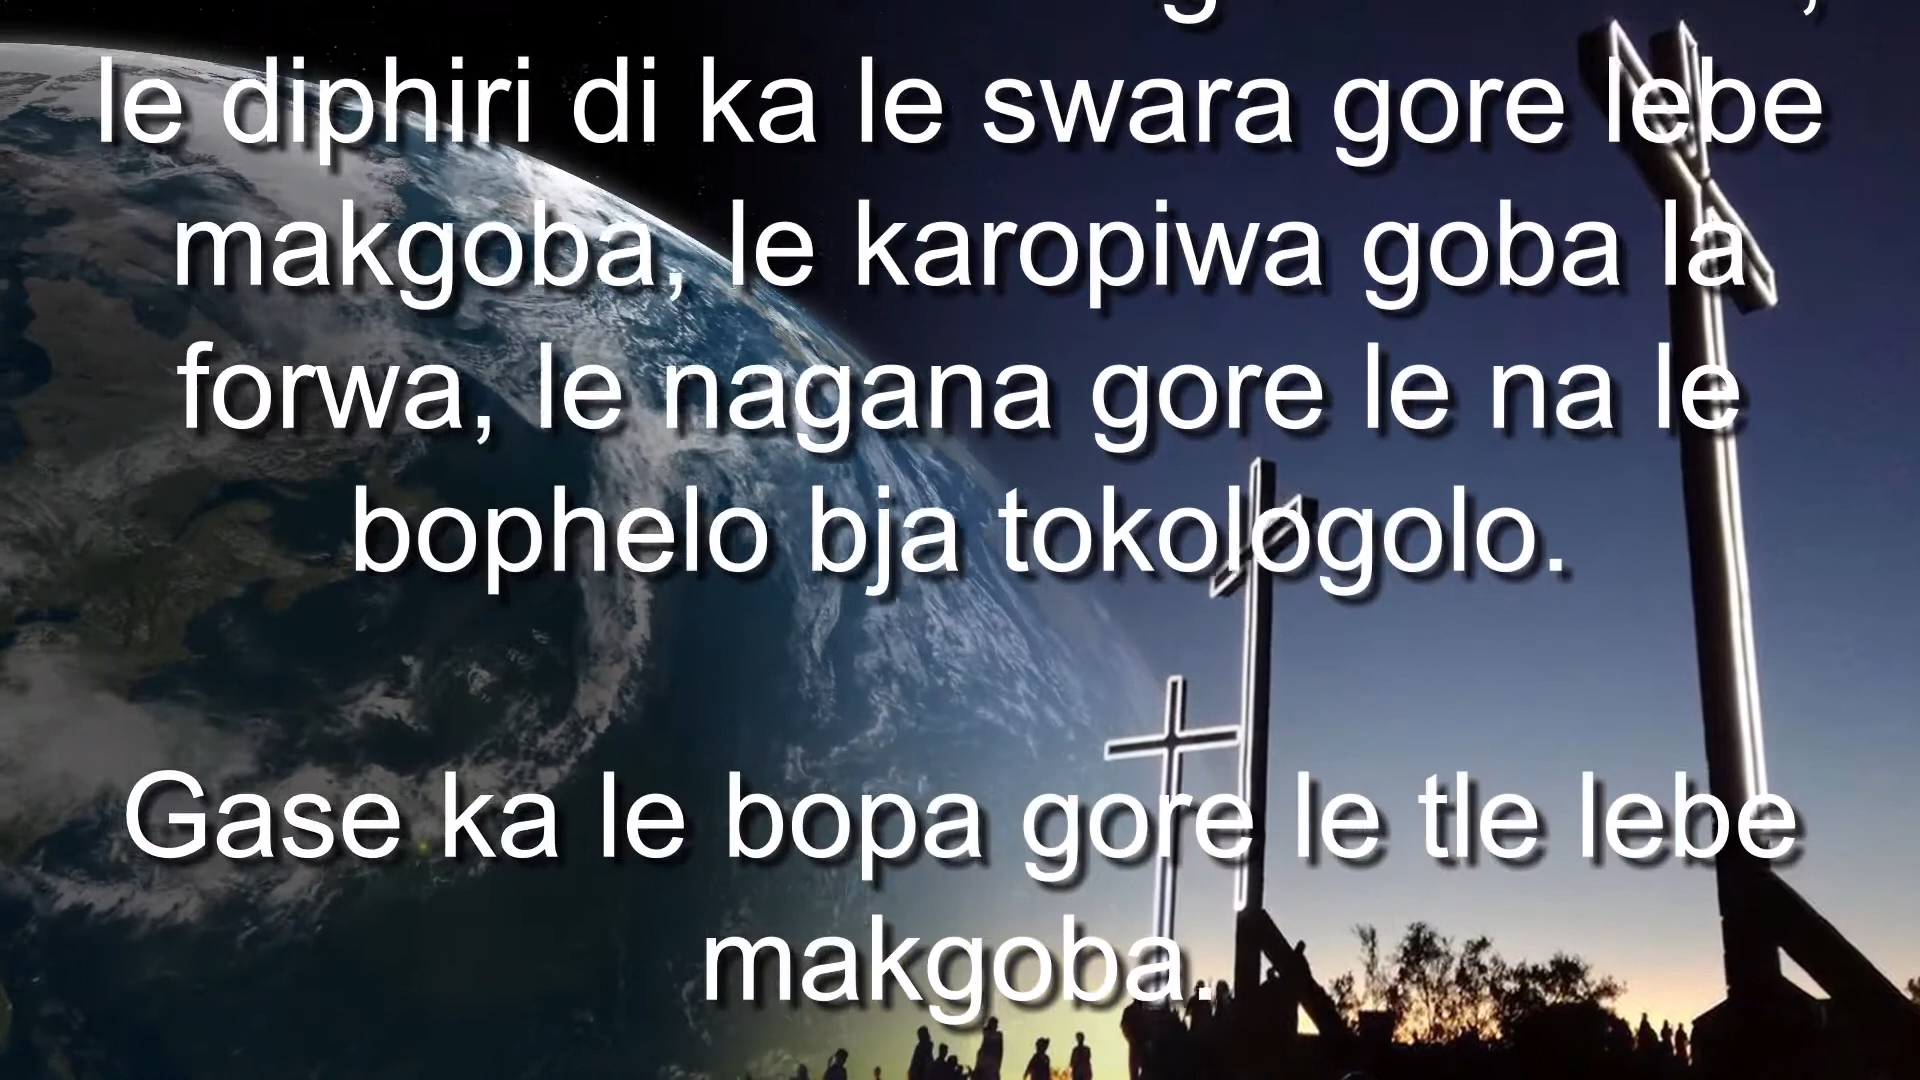 le diphiri di ka le swara gore lebe
makgoba, le karopiwa goba la
forwa, le nagana gore le na le
bophelo bja tokologolo.
Gase ka le bopa gore le tle lebe
makgoba.